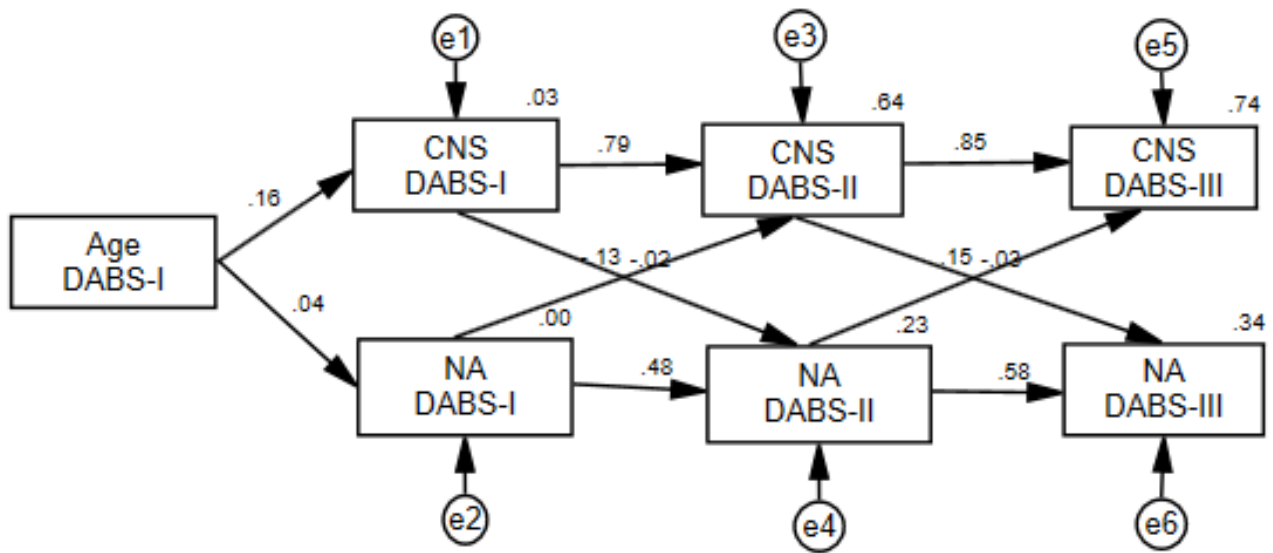 e1
e3
e5
.03
.64
.74
CNS
DABS-I
.79
CNS
DABS-II
.85
CNS
DABS-III
.16
Age
DABS-I
-.13
-.02
.15
-.03
.04
.00
.23
.34
NA
DABS-I
.48
NA
DABS-II
.58
NA
DABS-III
e2
e4
e6